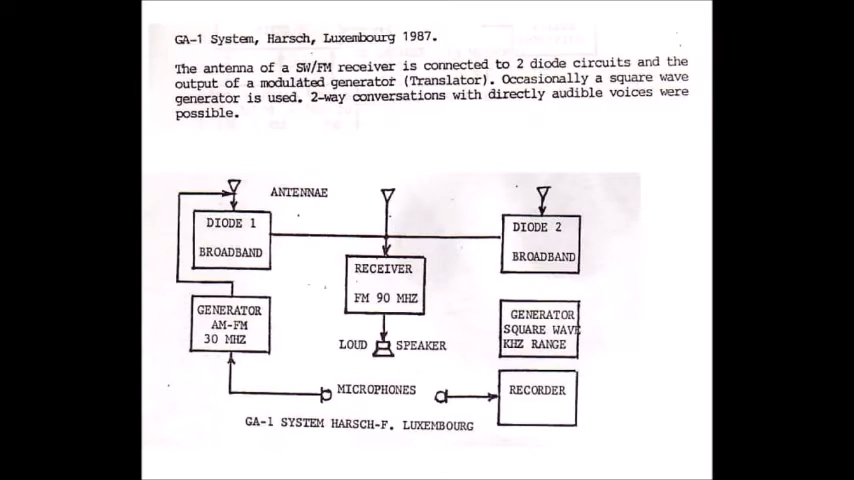 GA-1 System, Harsch, Luxembourg 1987.
The antenna of a SW/FM receiver is connected to 2 diode circuits and the
output of a modulated generator (Translator). Occasionally a square wave
generator is used. 2-way conversations with directly audible voices were
possible.
ANTENNAE
DIODE 1
BROADBAND
DIODE 2
BROADBAND
RECEIVER
FM 90 MHZ
GENERATOR
AM-FM
30 MHZ
GENERATOR
SQUARE WAVE
KHZ RANGE
LOUD SPEAKER
MICROPHONES
RECORDER
GA-1 SYSTEM HARSCH-F. LUXEMBOURG